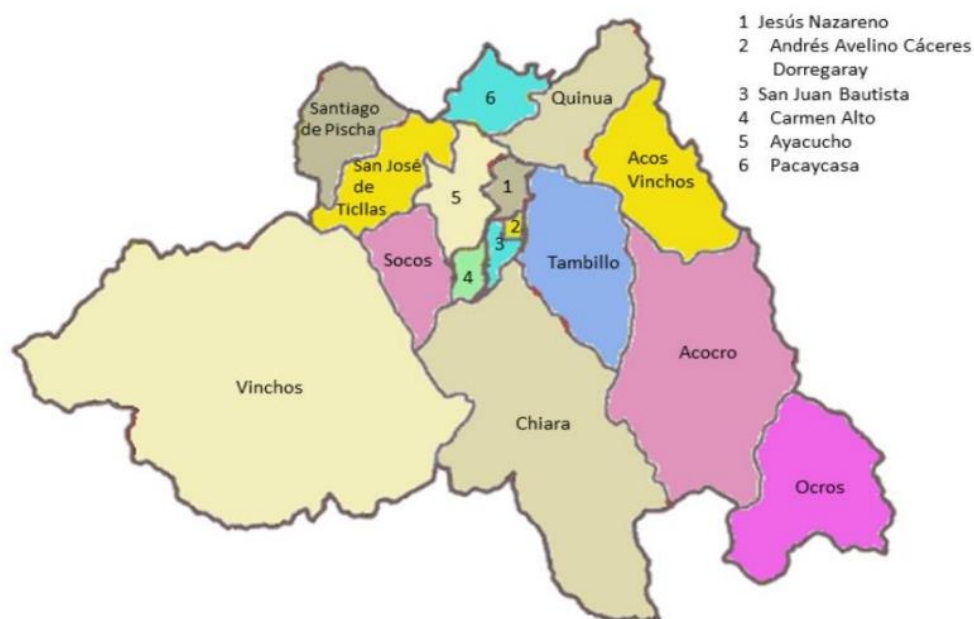 1 Jesús Nazareno
2 Andrés Avelino Cáceres
Dorregaray
3 San Juan Bautista
4 Carmen Alto
5 Ayacucho
6 Pacaycasa
6
Quinua
Santiago
de Pischa
San José
de
Ticllas
Acos
Vinchos
5
1
2
3
4
Socos
Tambillo
Acocro
Vinchos
Chiara
Ocros